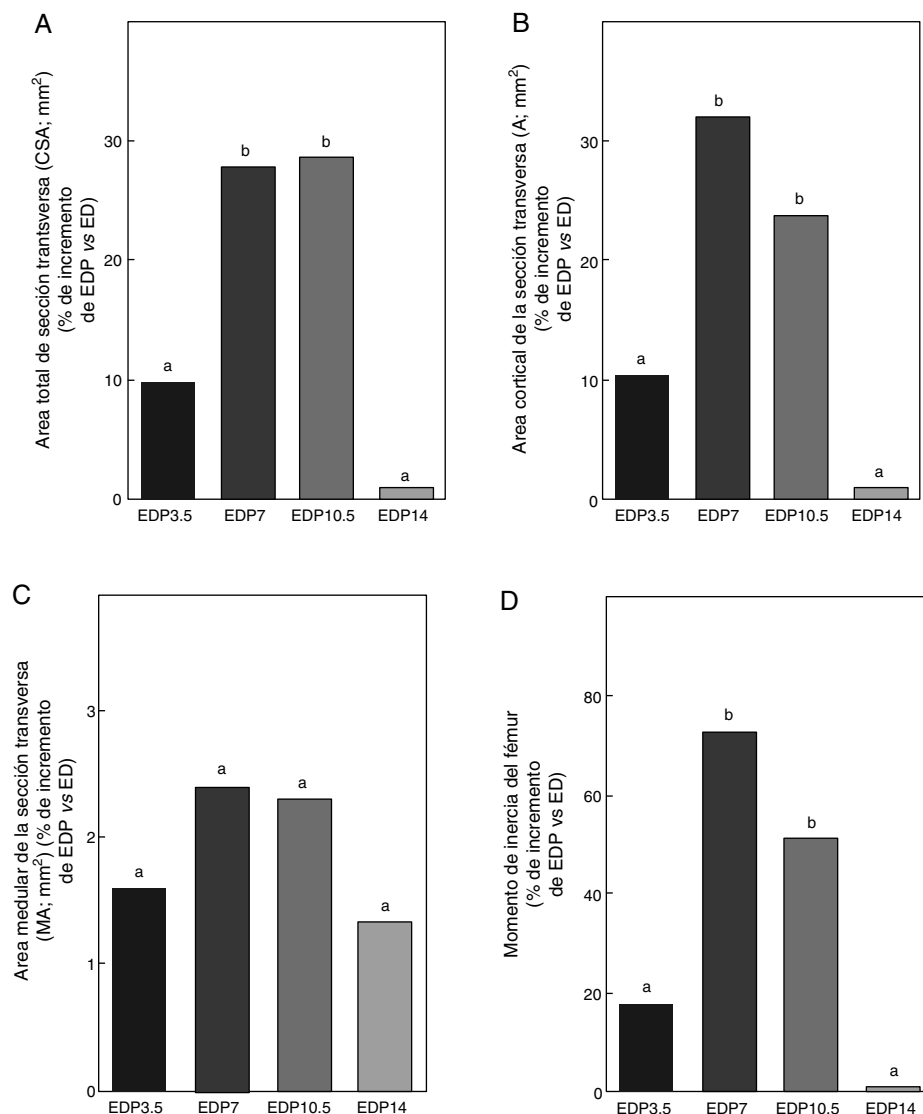 A
Area total de sección trantsversa (CSA; mm²)
(% de incremento
de EDP vs ED)
30
20
10
0
a
b
b
a
EDP3.5 EDP7 EDP10.5 EDP14
B
Area cortical de la sección transversa (A; mm²)
(% de incremento
de EDP vs ED)
30
20
10
0
a
b
b
a
EDP3.5 EDP7 EDP10.5 EDP14
C
Area medular de la sección transversa
(MA; mm²) (% de incremento
de EDP vs ED)
3
2
1
0
a
a
a
a
EDP3.5 EDP7 EDP10.5 EDP14
D
Momento de inercia del fémur
(% de incremento
de EDP vs ED)
80
60
40
20
0
a
b
b
a
EDP3.5 EDP7 EDP10.5 EDP14